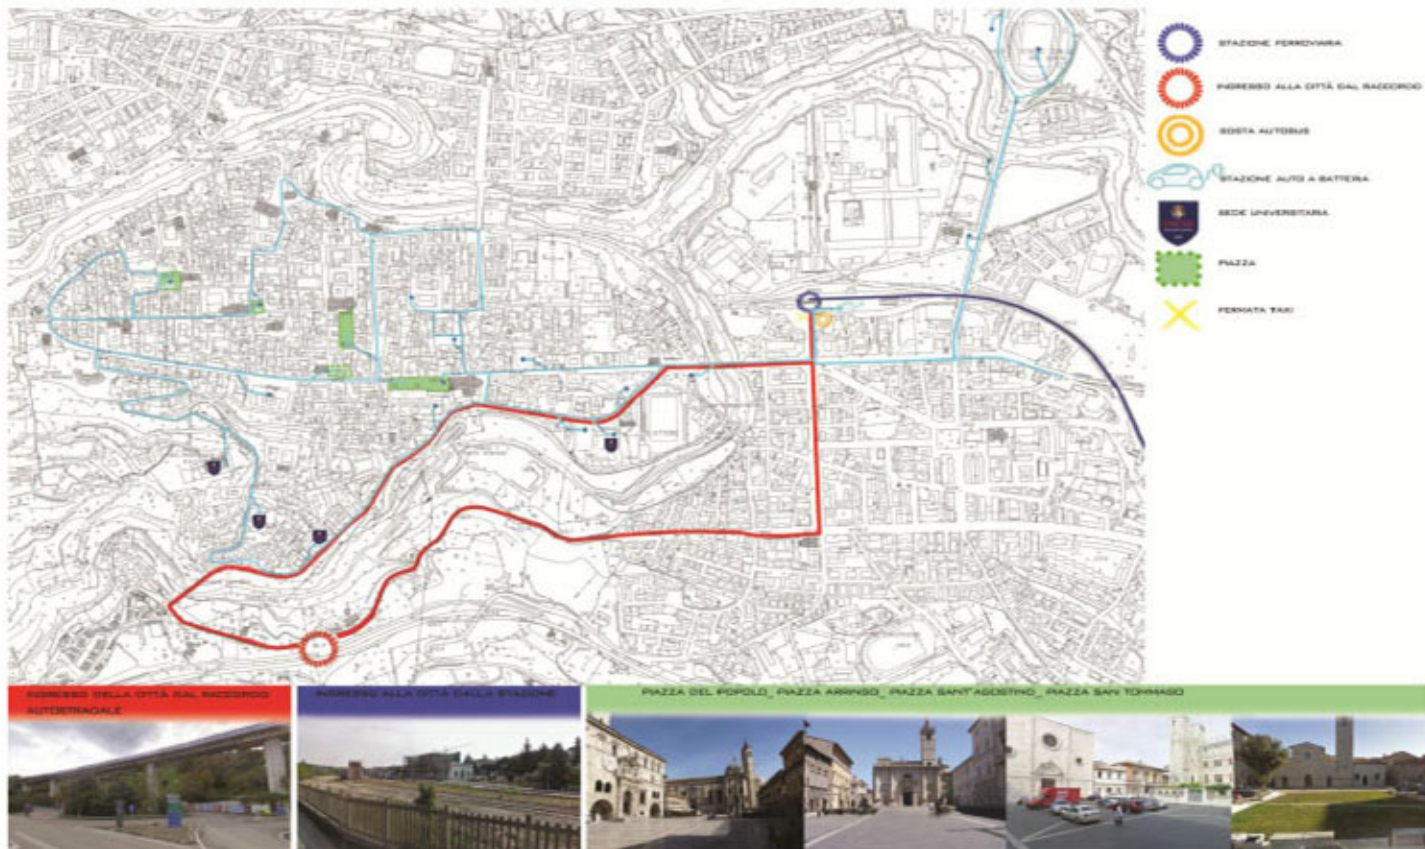 STAZIONE FERROVIARIA
INGRESSO ALLA CITTÀ DAL RACCORDO
SOSTA AUTOBUS
STAZIONE AUTO A BATTERIA
SEDE UNIVERSITARIA
PIAZZA
FERMATA TAXI
INGRESSO DELLA CITTÀ DAL RACCORDO
AUTOSTRADALE
INGRESSO ALLA CITTÀ DALLA STAZIONE
PIAZZA DEL POPOLO_ PIAZZA ARRINGO_ PIAZZA SANT'AGOSTINO_ PIAZZA SAN TOMMASO